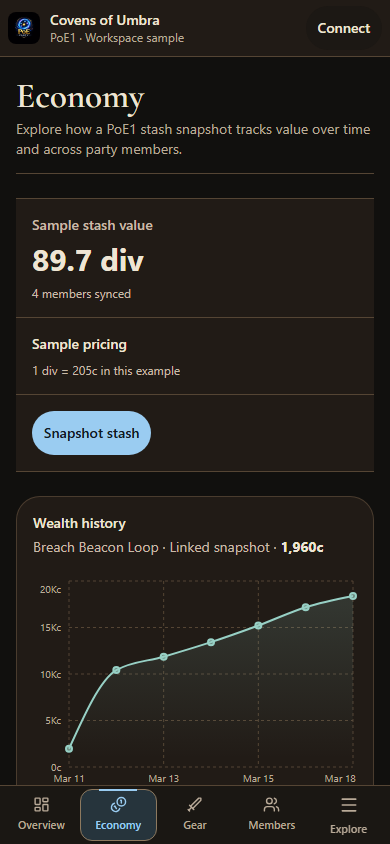 Covens of Umbra
PoE1 · Workspace sample
Connect
Economy
Explore how a PoE1 stash snapshot tracks value over time
and across party members.
Sample stash value
89.7 div
4 members synced
Sample pricing
1 div = 205c in this example
Snapshot stash
Wealth history
Breach Beacon Loop · Linked snapshot · 1,960c
20Kc
15Kc
10Kc
5Kc
0c
Mar 11
Mar 13
Mar 15
Mar 18
Overview
Economy
Gear
Members
Explore